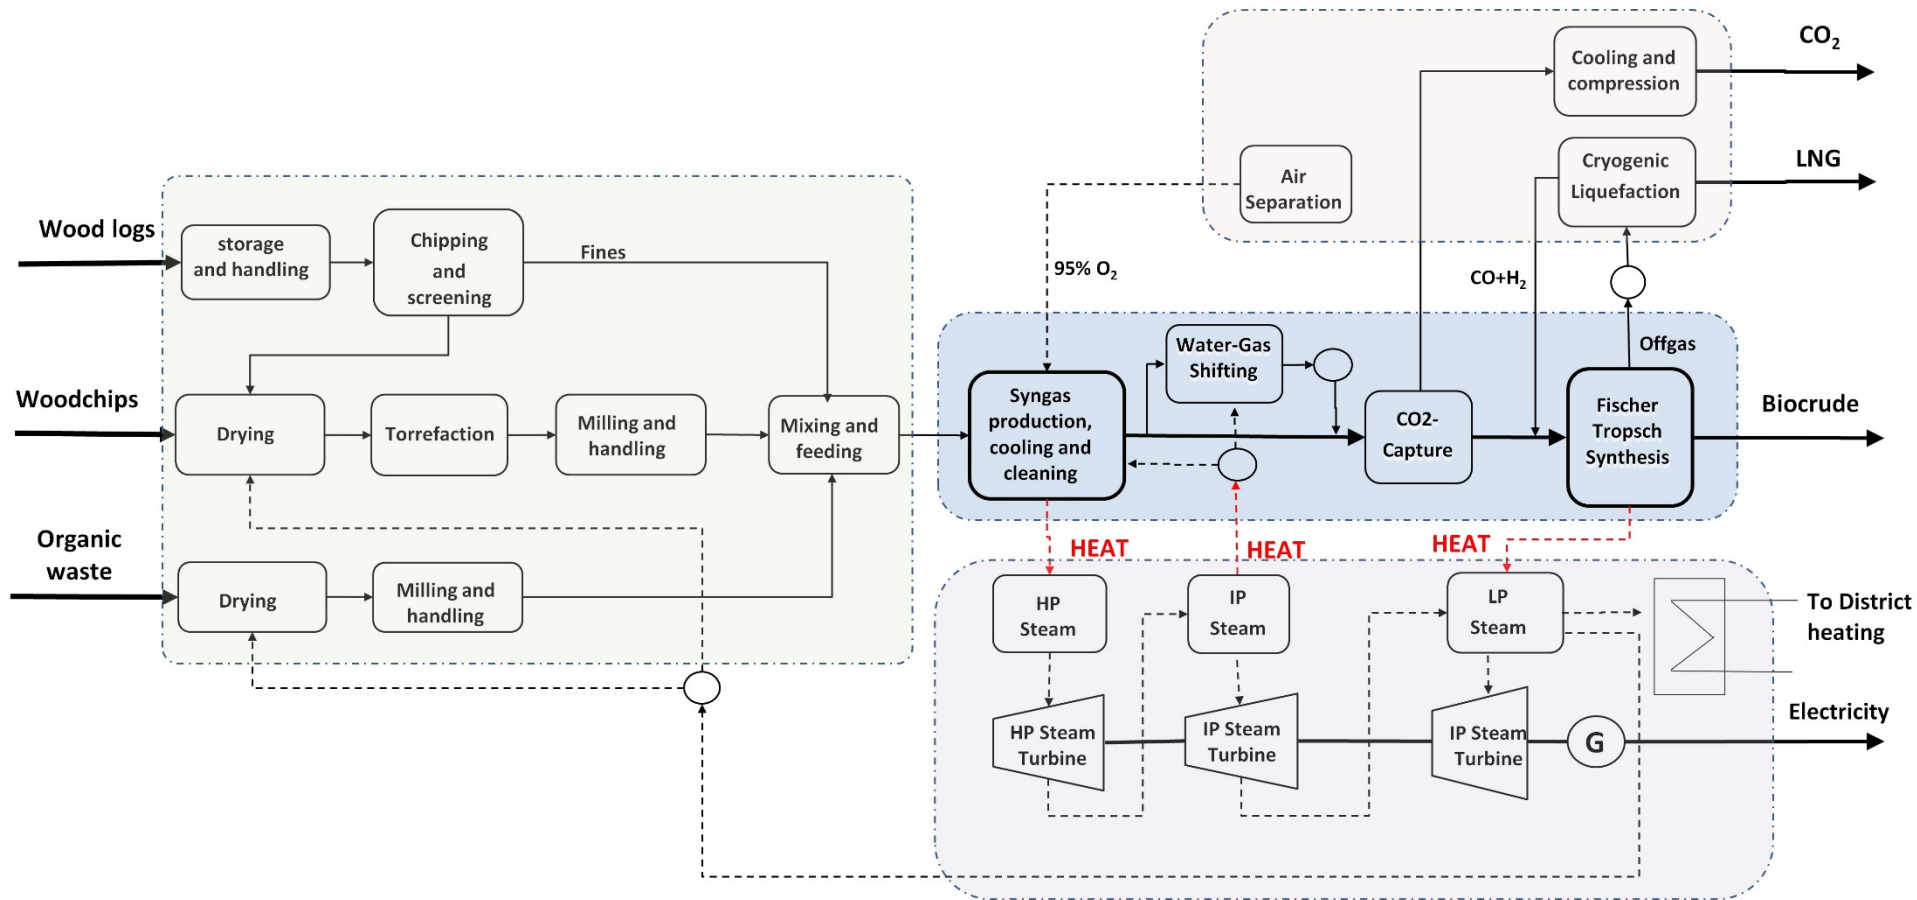 CO2
Cooling and
compression
LNG
Cryogenic
Liquefaction
Air
Separation
95% O2
CO+H2
Offgas
Wood logs
storage
and handling
Chipping
and
screening
Fines
Woodchips
Drying
Torrefaction
Milling and
handling
Mixing and
feeding
Organic
waste
Drying
Milling and
handling
Syngas
production,
cooling and
cleaning
Water-Gas
Shifting
CO2-
Capture
Fischer
Tropsch
Synthesis
Biocrude
HEAT
HEAT
HEAT
HP
Steam
IP
Steam
LP
Steam
To District
heating
HP Steam
Turbine
IP Steam
Turbine
IP Steam
Turbine
G
Electricity